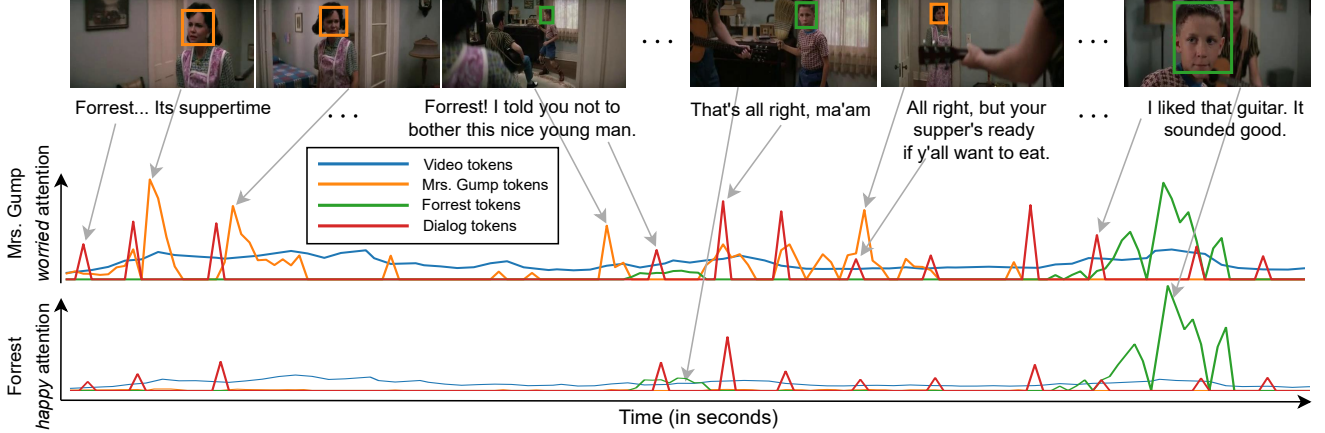 Forrest... Its suppertime
. . .
Forrest! I told you not to
bother this nice young man.
. . .
That's all right, ma'am
All right, but your
supper's ready
if y'all want to eat.
. . .
. . .
I liked that guitar. It
sounded good.
Video tokens
Mrs. Gump tokens
Forrest tokens
Dialog tokens
Mrs. Gump
worried attention
Forrest
happy attention
Time (in seconds)